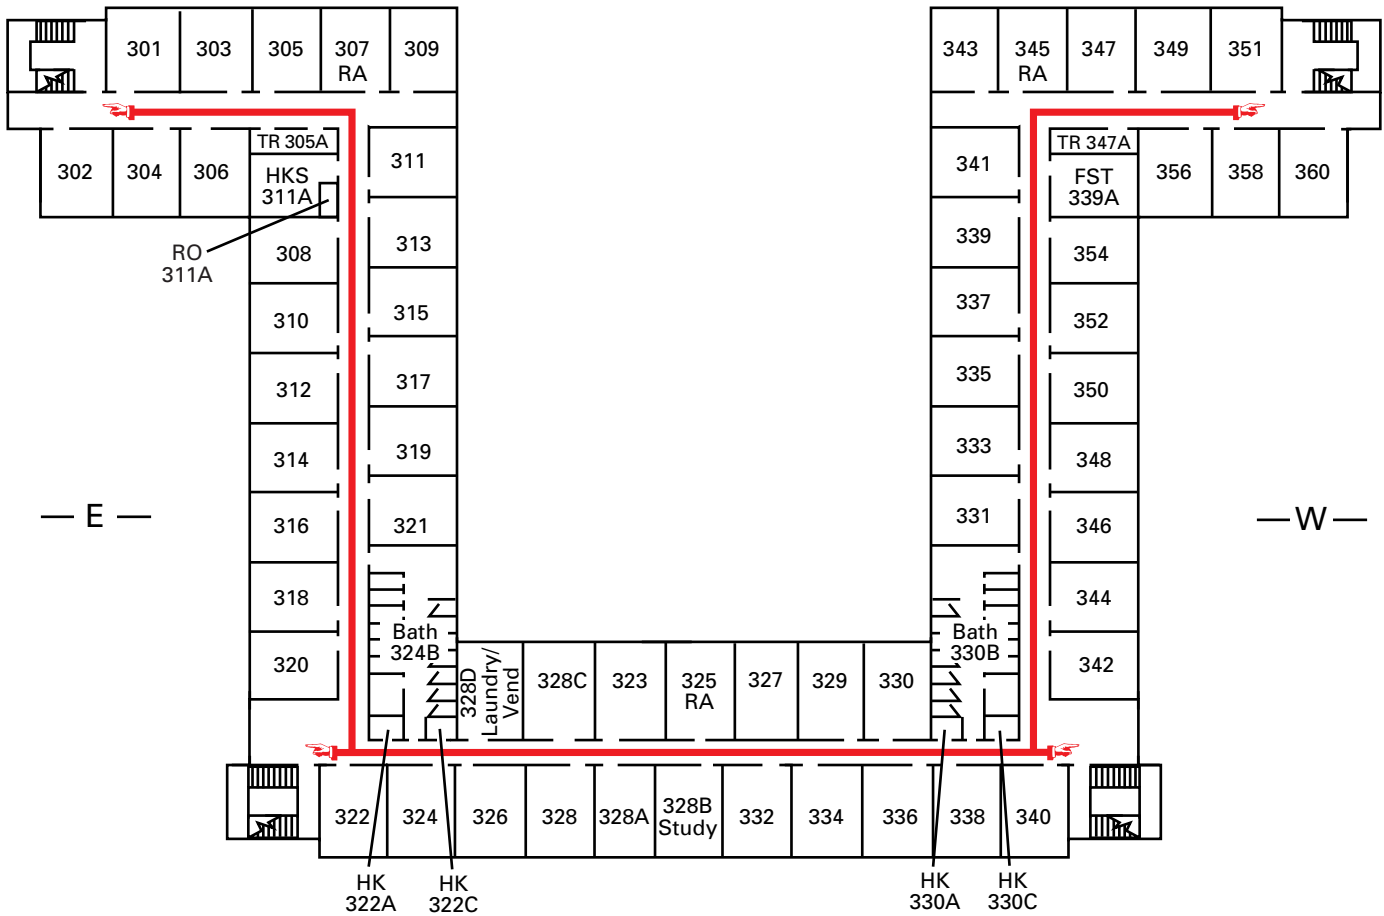 301 303 305 307 309
RA
343 345 347 349 351
RA
TR 305A
311
302 304 306
HKS
311A
RO
311A
308
313
310
315
312
317
314
319
316
321
318
320
E
Bath
324B
328D
Laundry/
Vend
328C 323 325 327 329 330
RA
Bath
330B
341
TR 347A
FST
339A
356 358 360
339
354
337
352
335
350
333
348
331
346
344
342
W
322 324 326 328 328A 328B 332 334 336 338 340
Study
HK
322A
HK
322C
HK
330A
HK
330C